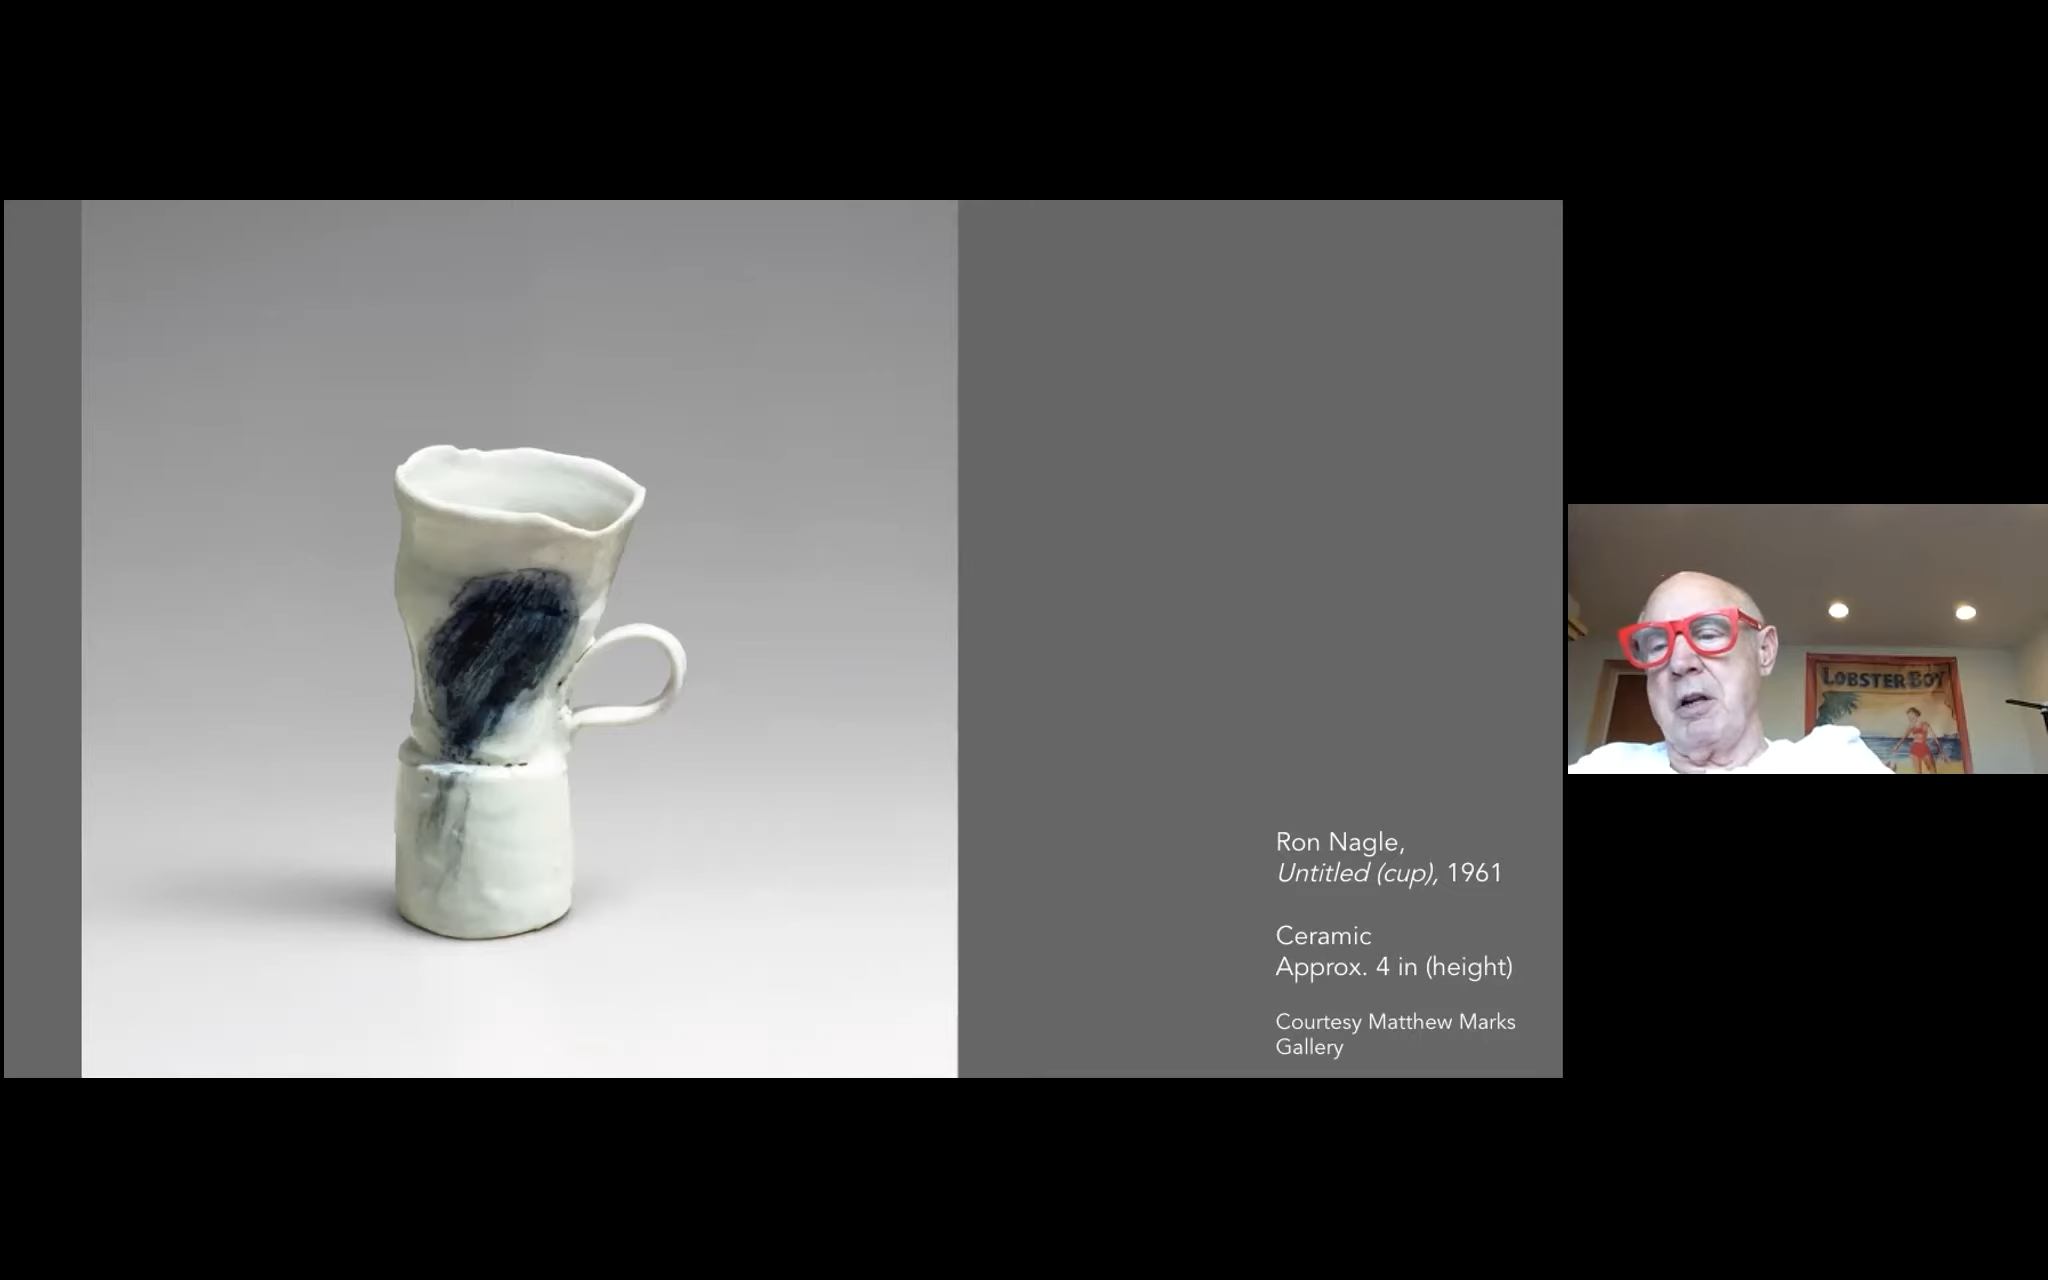 Ron Nagle,
Untitled (cup), 1961
Ceramic
Approx. 4 in (height)
Courtesy Matthew Marks
Gallery
LOBSTER BOY